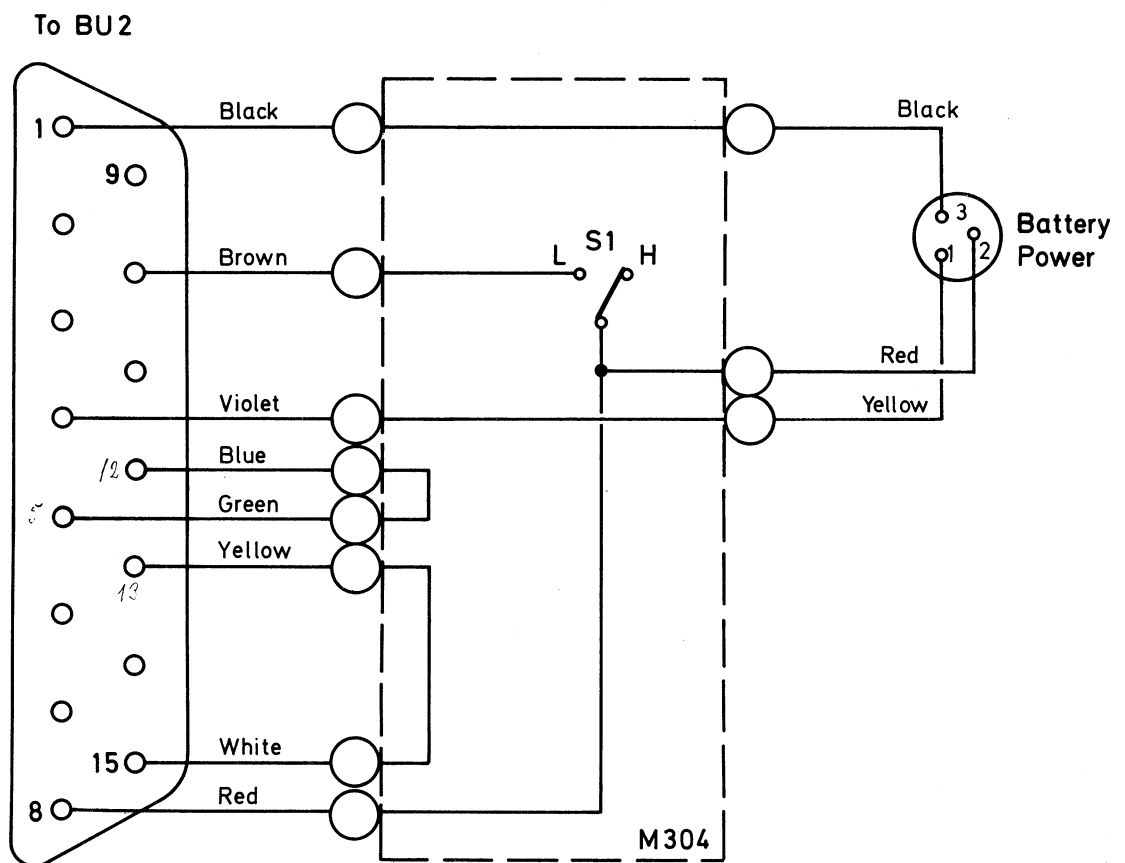 To BU2
Black
Black
1
9
3
Battery
S1
Brown
L
H
1
2
Power
Red
Violet
Yellow
Blue
12
Green
Yellow
13
White
15
Red
8
M304